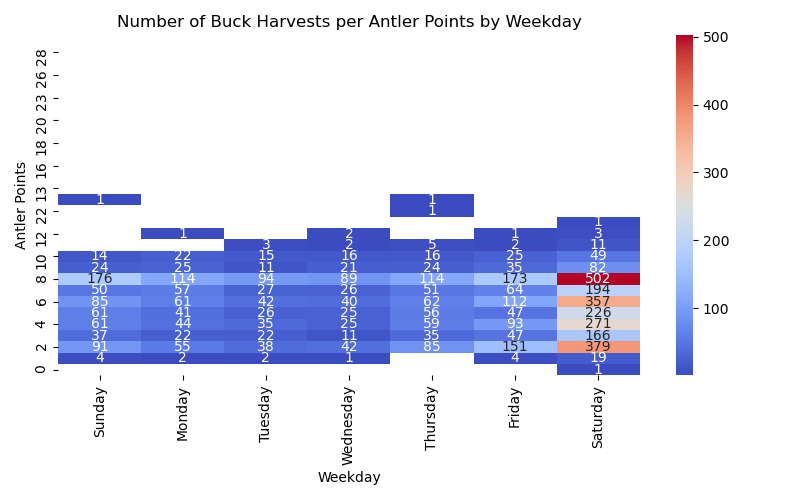 Number of Buck Harvests per Antler Points by Weekday
500
28
26
23
400
20
18
16
300
13 1 1
22 1
1
12 1 2 1 3
3 2 5 2 11
10 14 22 15 16 16 25 49
24 25 11 21 24 35 82
200
8 176 114 94 89 114 173 502
50 57 27 26 51 64 194
6 85 61 42 40 62 112 357
61 41 26 25 56 47 226
100
4 61 44 35 25 59 93 271
37 22 22 11 35 47 166
2 91 55 38 42 85 151 379
4 2 2 1 4 19
0 1
Antler Points
Sunday
Monday
Tuesday
Wednesday
Thursday
Friday
Saturday
Weekday